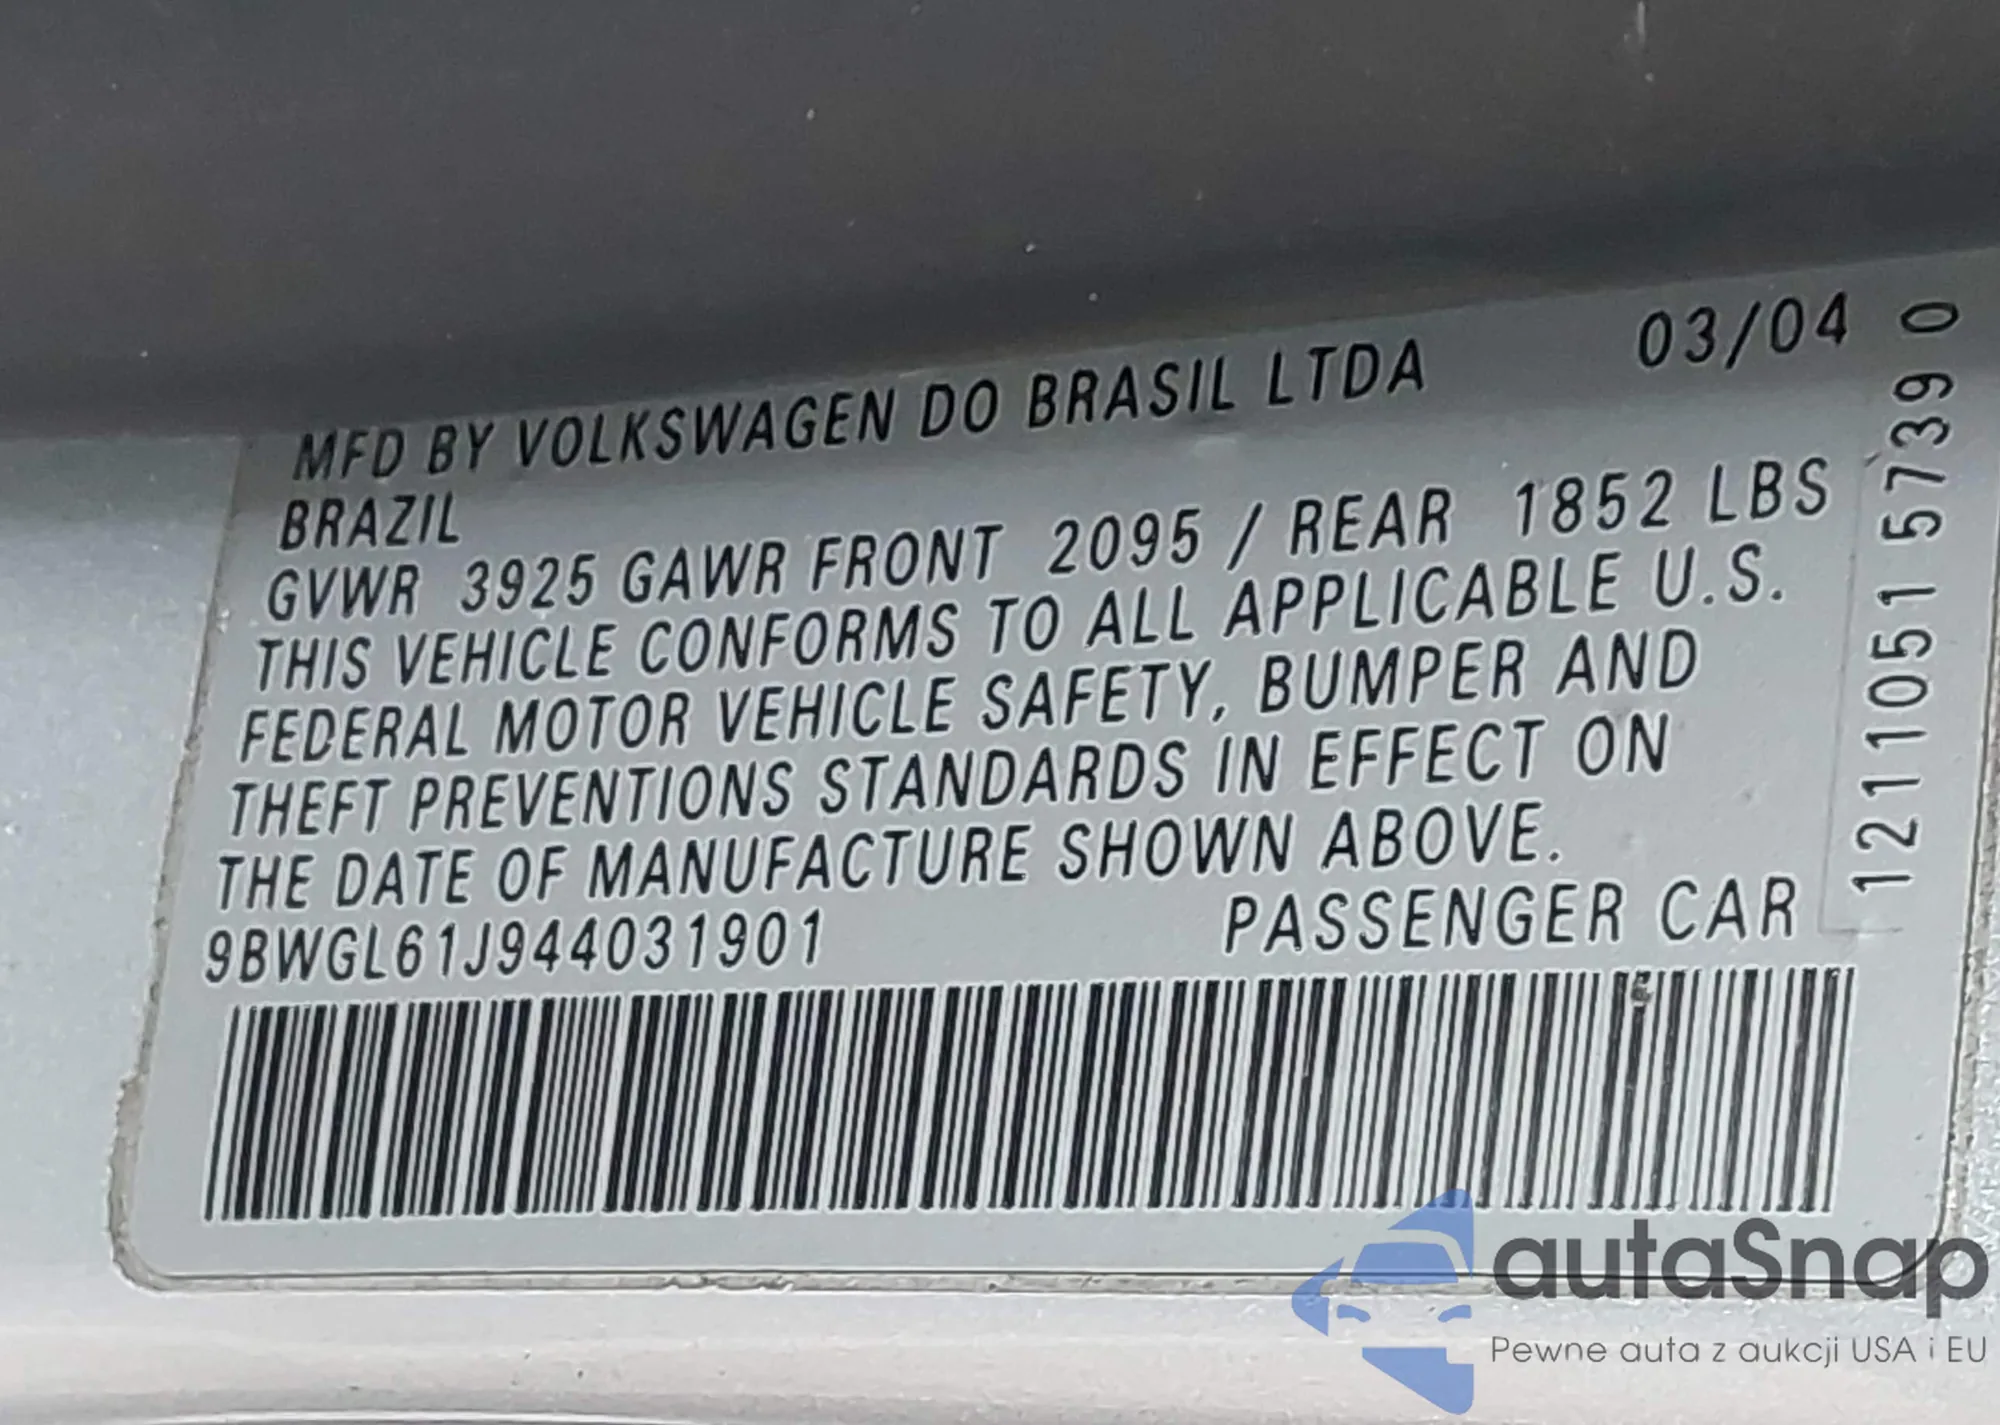 MFD BY VOLKSWAGEN DO BRASIL LTDA 03/04
BRAZIL
GVWR 3925 GAWR FRONT 2095 / REAR 1852 LBS
THIS VEHICLE CONFORMS TO ALL APPLICABLE U.S.
FEDERAL MOTOR VEHICLE SAFETY, BUMPER AND
THEFT PREVENTIONS STANDARDS IN EFFECT ON
THE DATE OF MANUFACTURE SHOWN ABOVE.
9BWGL61J944031901 PASSENGER CAR
1211051 57390
autaSnap
Pewne auta z aukcji USA i EU